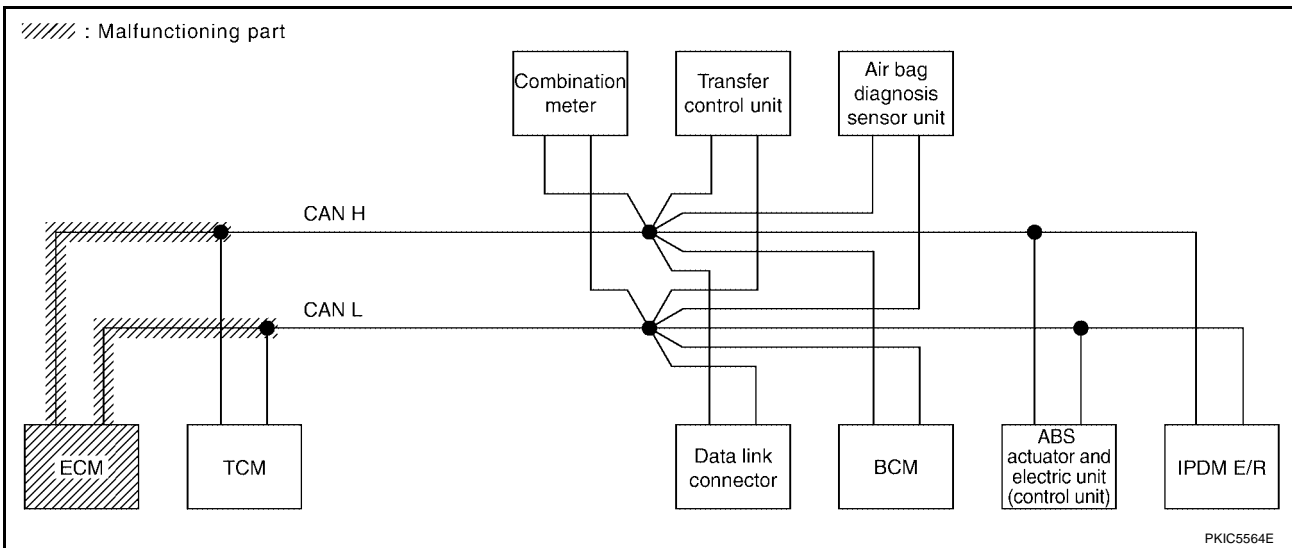 : Malfunctioning part
Combination
meter
Transfer
control unit
Air bag
diagnosis
sensor unit
CAN H
CAN L
ECM
TCM
Data link
connector
BCM
ABS
actuator and
electric unit
(control unit)
IPDM E/R
PKIC5564E